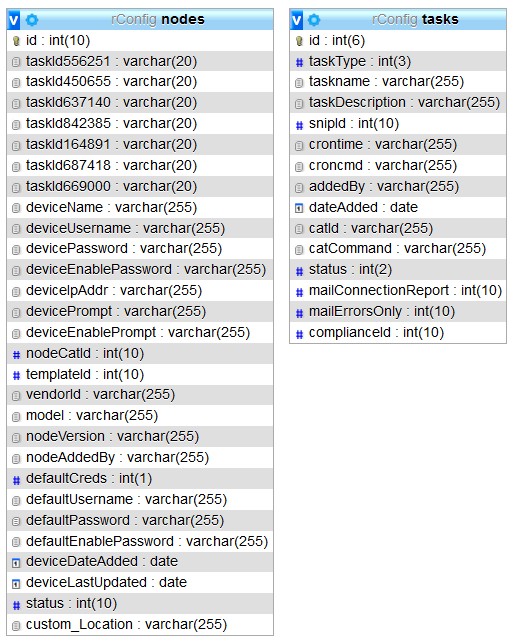 v rConfig nodes
id : int(10)
taskId556251 : varchar(20)
taskId450655 : varchar(20)
taskId637140 : varchar(20)
taskId842385 : varchar(20)
taskId164891 : varchar(20)
taskId687418 : varchar(20)
taskId669000 : varchar(20)
deviceName : varchar(255)
deviceUsername : varchar(255)
devicePassword : varchar(255)
deviceEnablePassword : varchar(255)
deviceIpAddr : varchar(255)
devicePrompt : varchar(255)
deviceEnablePrompt : varchar(255)
# nodeCatId : int(10)
# templateId : int(10)
vendorId : varchar(255)
model : varchar(255)
nodeVersion : varchar(255)
nodeAddedBy : varchar(255)
# defaultCreds : int(1)
defaultUsername : varchar(255)
defaultPassword : varchar(255)
defaultEnablePassword : varchar(255)
deviceDateAdded : date
deviceLastUpdated : date
# status : int(10)
custom_Location : varchar(255)
v rConfig tasks
id : int(6)
# taskType : int(3)
taskname : varchar(255)
taskDescription : varchar(255)
# snipId : int(10)
crontime : varchar(255)
croncmd : varchar(255)
addedBy : varchar(255)
dateAdded : date
catId : varchar(255)
catCommand : varchar(255)
# status : int(2)
# mailConnectionReport : int(10)
# mailErrorsOnly : int(10)
# complianceId : int(10)